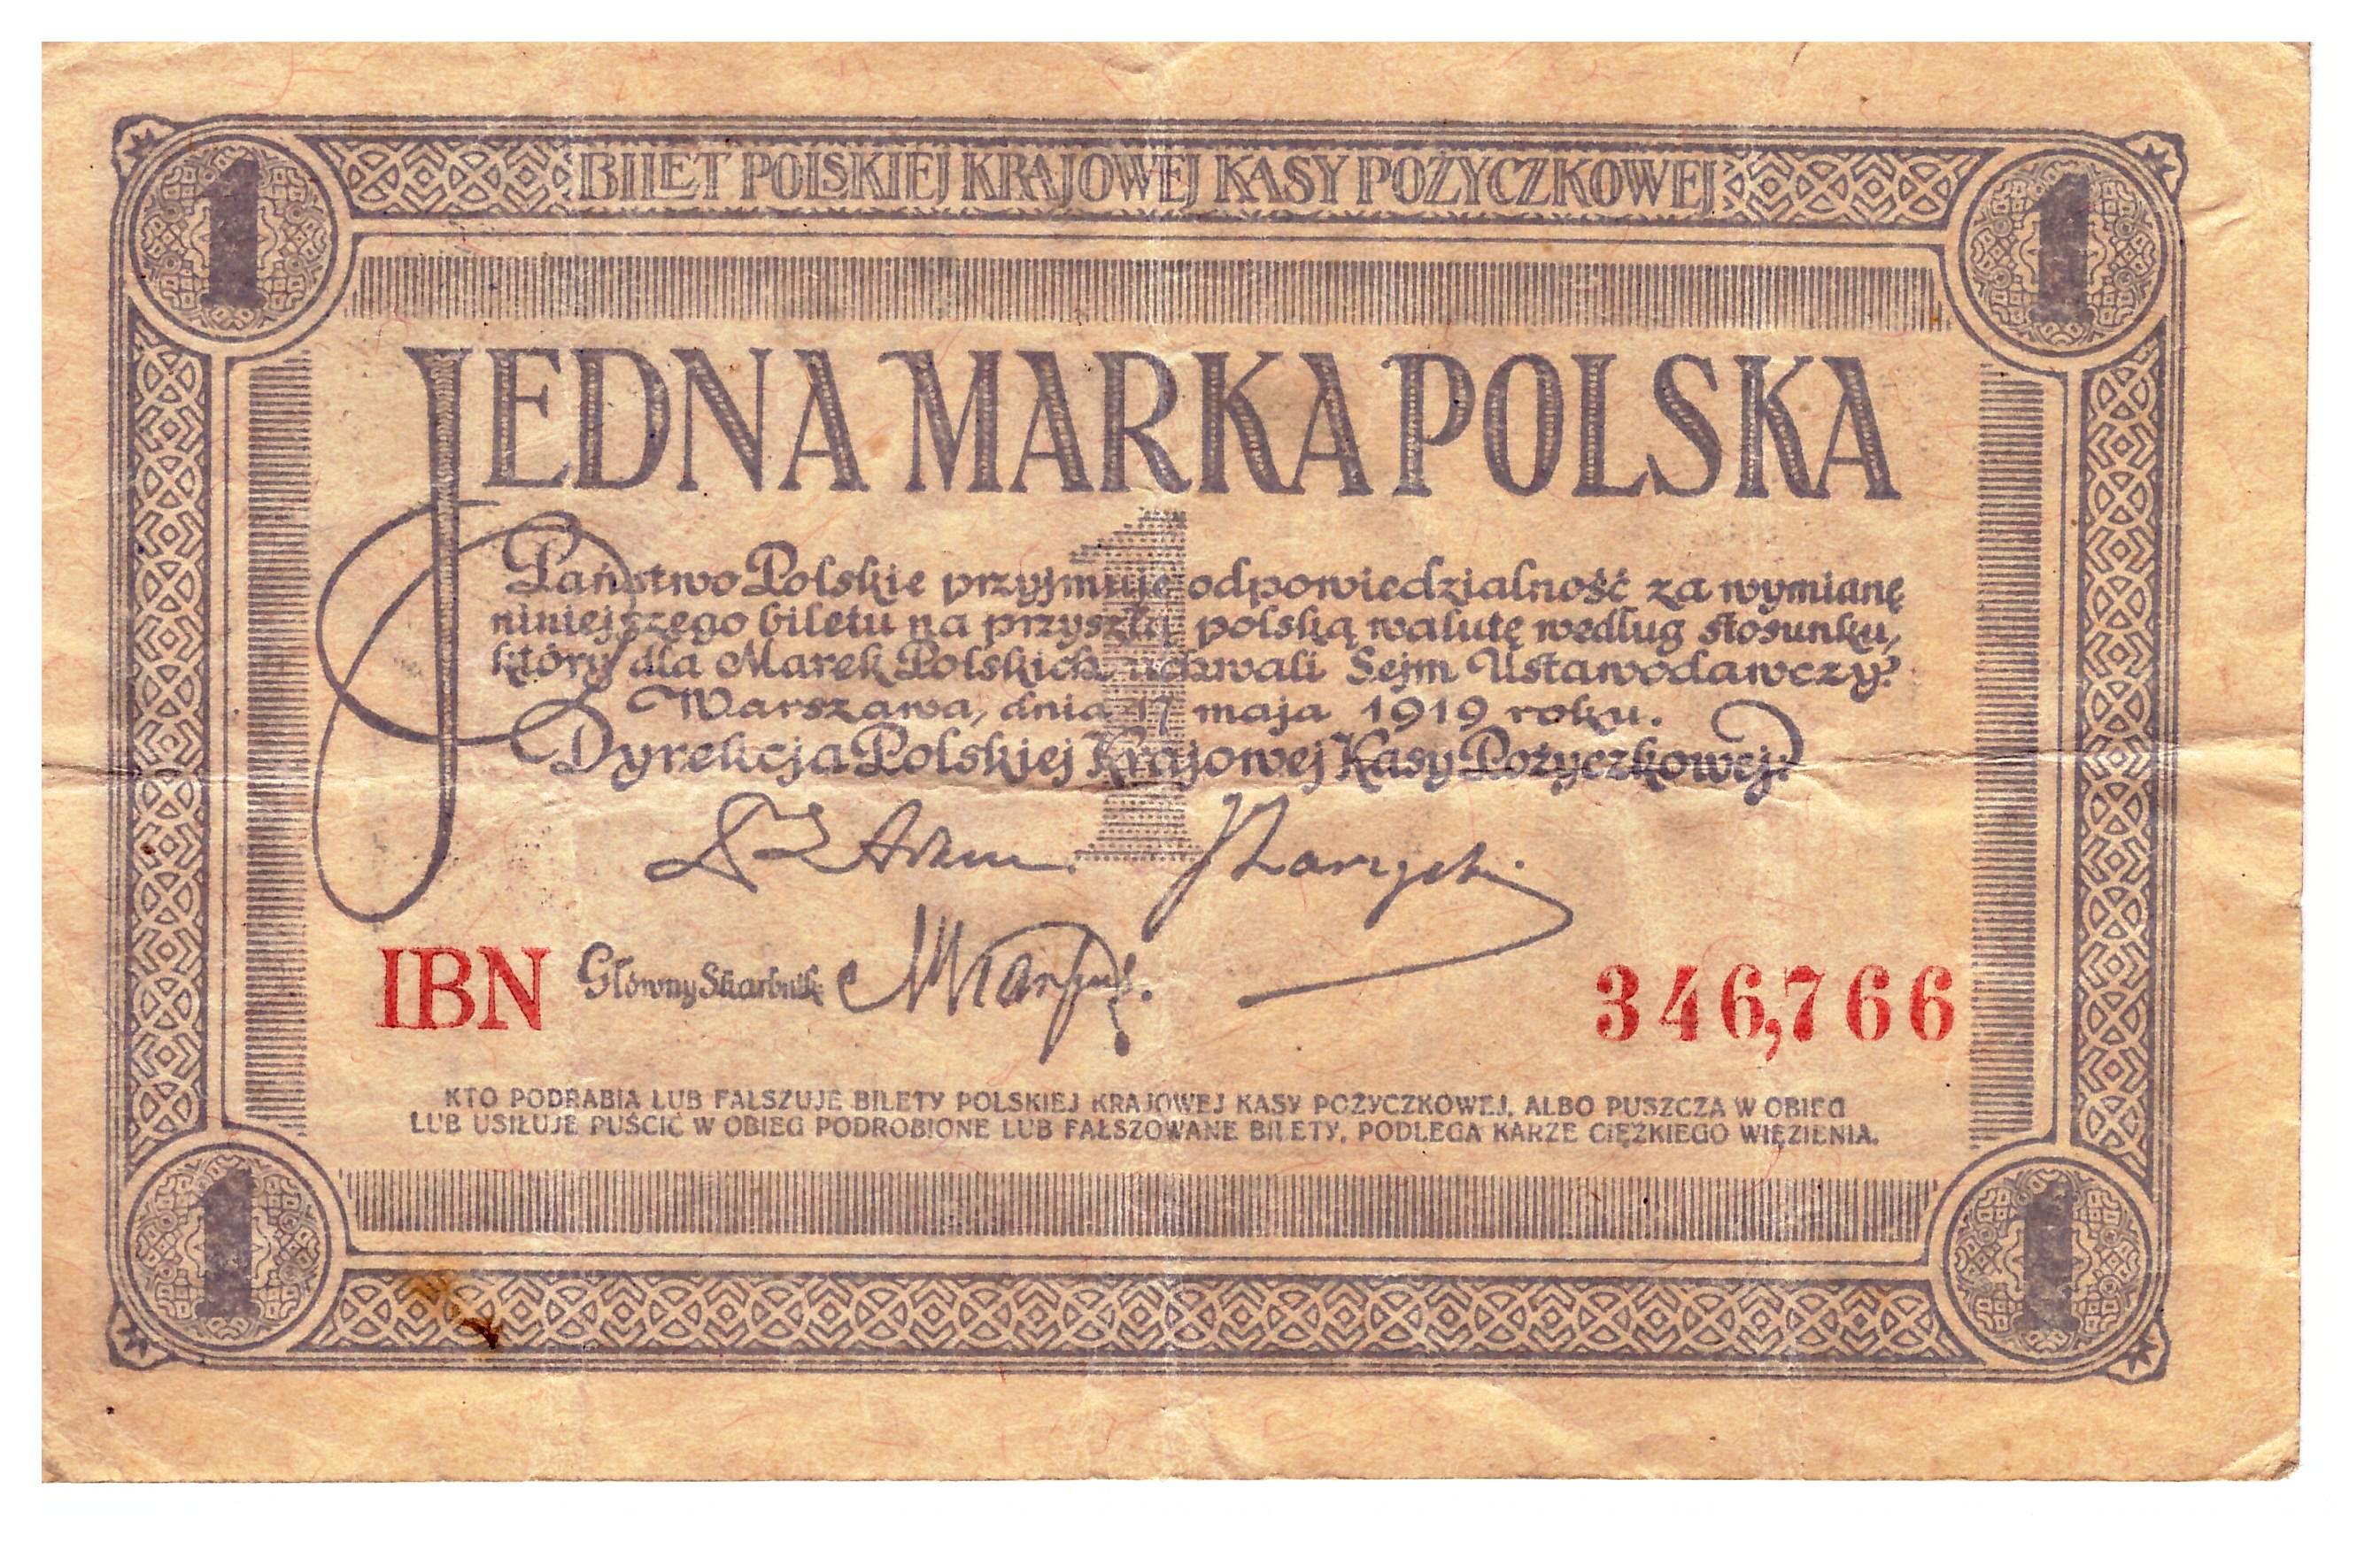 1 BILET POLSKIEJ KRAJOWEJ KASY POŻYCZKOWEJ 1
JEDNA MARKA POLSKA
1
Państwo Polskie przyjmuje odpowiedzialność za wymianę
niniejszego biletu na przyszłą polską walutę według stosunku,
który dla Marek Polskich uchwali Sejm Ustawodawczy.
Warszawa, dnia 17 maja 1919 roku.
Dyrekcja Polskiej Krajowej Kasy Pożyczkowej:
IBN Główny Skarbnik 346,766
KTO PODRABIA LUB FAŁSZUJE BILETY POLSKIEJ KRAJOWEJ KASY POŻYCZKOWEJ, ALBO PUSZCZA W OBIEG
LUB USIŁUJE PUŚCIĆ W OBIEG PODROBIONE LUB FAŁSZOWANE BILETY, PODLEGA KARZE CIĘŻKIEGO WIĘZIENIA.
1 1